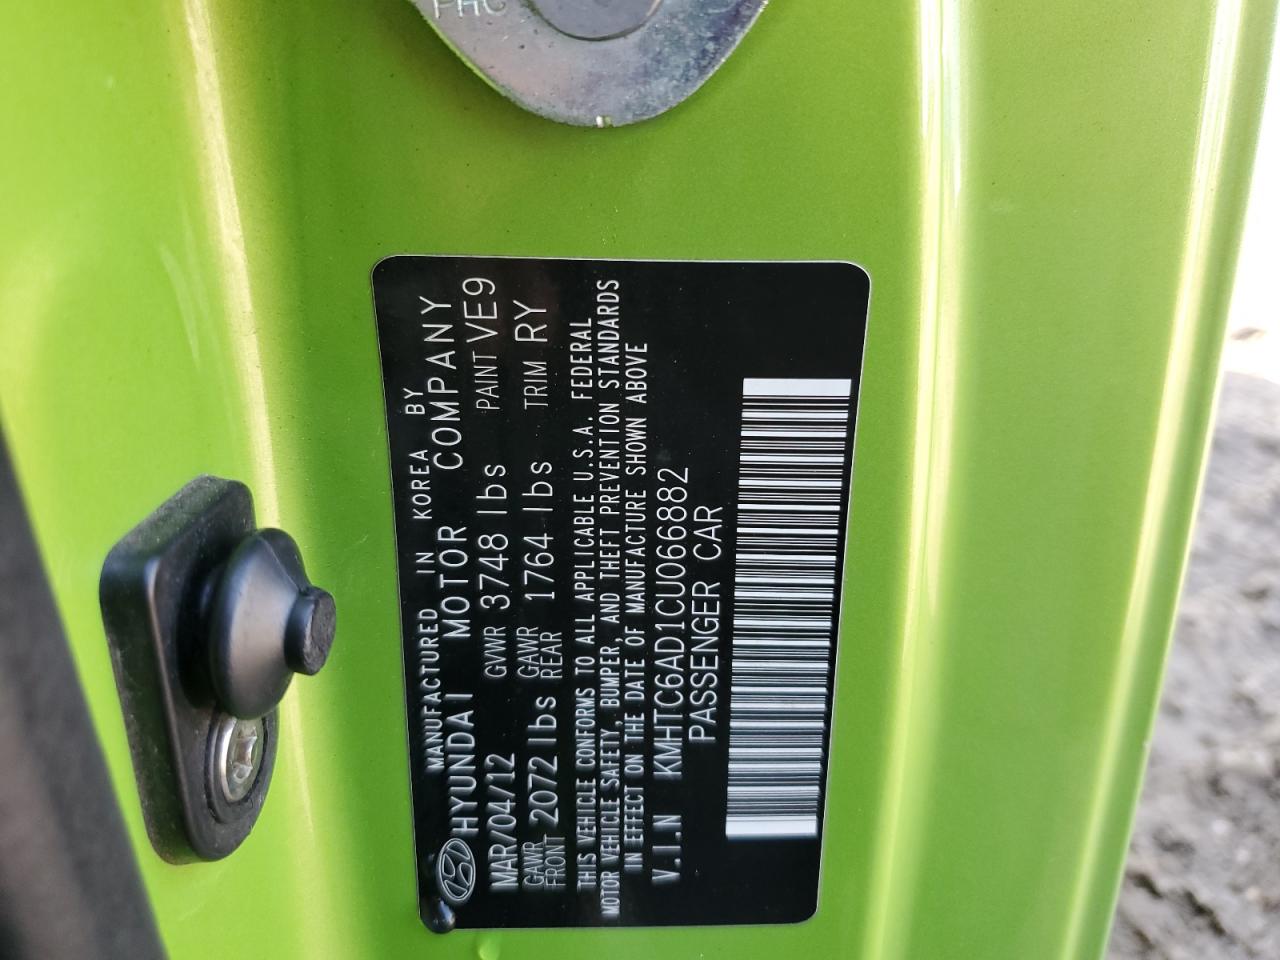 PHC
MANUFACTURED IN KOREA BY
HYUNDAI MOTOR COMPANY
MAR/04/12 GVWR 3748 lbs PAINT VE9
GAWR FRONT 2072 lbs GAWR REAR 1764 lbs TRIM RY
THIS VEHICLE CONFORMS TO ALL APPLICABLE U.S.A. FEDERAL
MOTOR VEHICLE SAFETY, BUMPER, AND THEFT PREVENTION STANDARDS
IN EFFECT ON THE DATE OF MANUFACTURE SHOWN ABOVE
V.I.N KMHTC6AD1CU066882
PASSENGER CAR